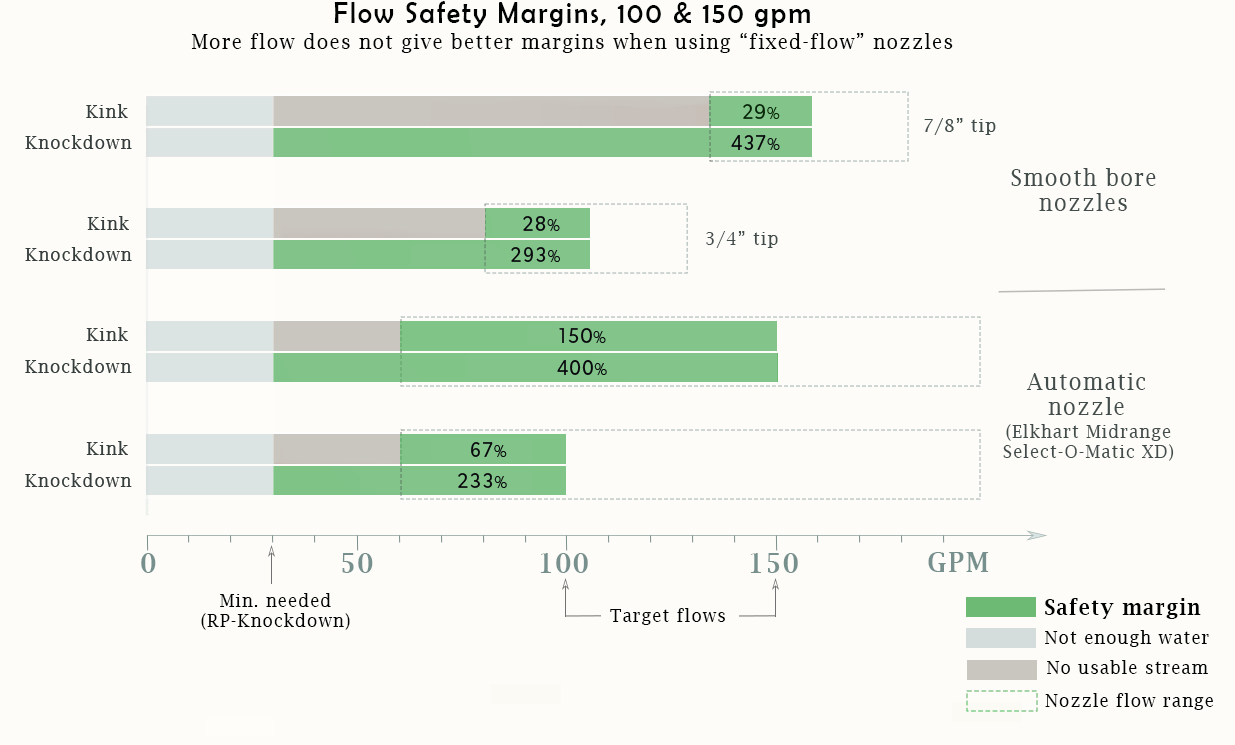 Flow Safety Margins, 100 & 150 gpm
More flow does not give better margins when using “fixed-flow” nozzles
Kink
29%
Knockdown
437%
7/8” tip
Smooth bore
nozzles
Kink
28%
Knockdown
293%
3/4” tip
Kink
150%
Knockdown
400%
Automatic
nozzle
(Elkhart Midrange
Select-O-Matic XD)
Kink
67%
Knockdown
233%
0
50
100
150
GPM
Min. needed
(RP-Knockdown)
Target flows
Safety margin
Not enough water
No usable stream
Nozzle flow range